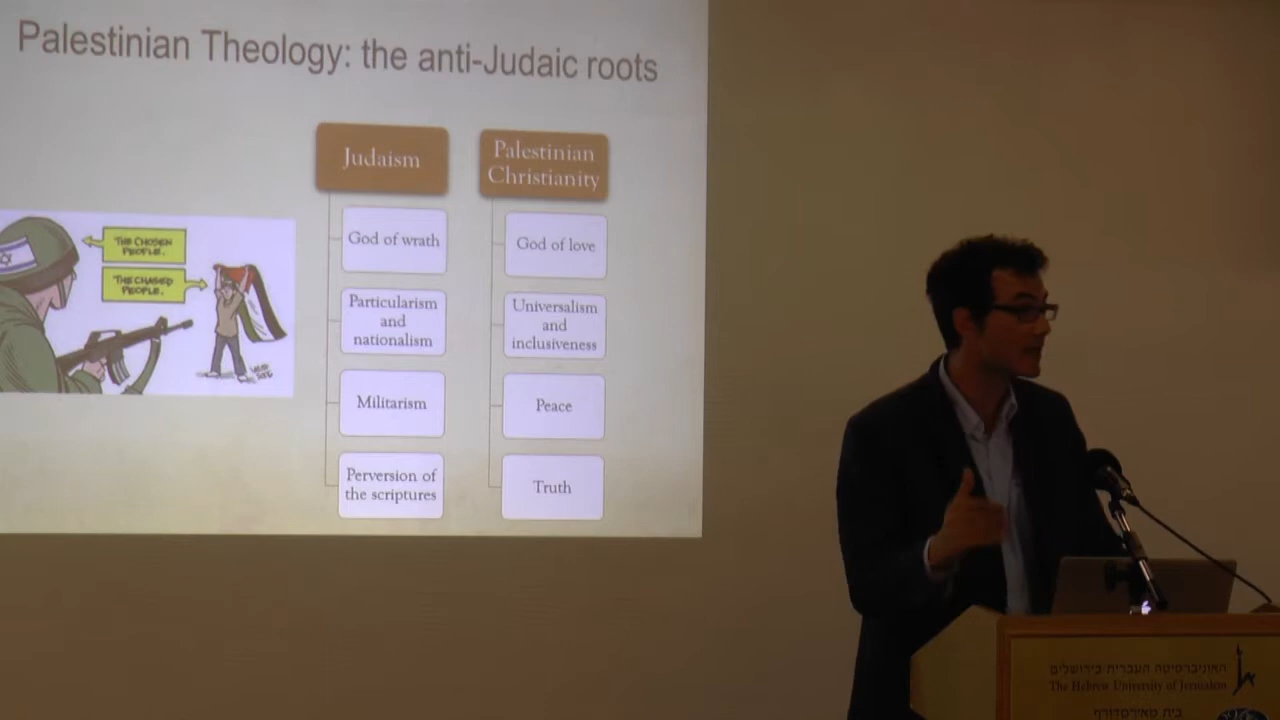 Palestinian Theology: the anti-Judaic roots
THE CHOSEN
PEOPLE.
THE CHASED
PEOPLE.
Judaism
God of wrath
Particularism
and
nationalism
Militarism
Perversion of
the scriptures
Palestinian
Christianity
God of love
Universalism
and
inclusiveness
Peace
Truth
האוניברסיטה העברית בירושלים
The Hebrew University of Jerusalem
בית מאירסדורף